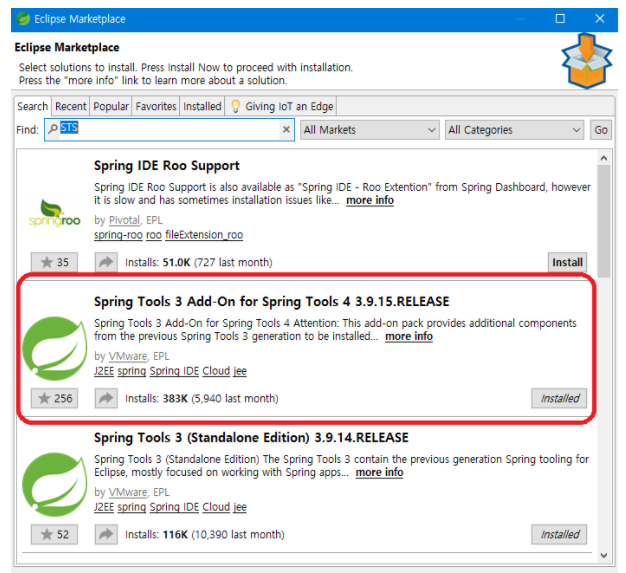 Eclipse Marketplace
Eclipse Marketplace
Select solutions to install. Press Install Now to proceed with installation.
Press the "more info" link to learn more about a solution.
Search Recent Popular Favorites Installed Giving IoT an Edge
Find: STS All Markets All Categories Go
Spring IDE Roo Support
Spring IDE Roo Support is also available as "Spring IDE - Roo Extention" from Spring Dashboard, however
it is slow and has sometimes installation issues like... more info
spring roo
by Pivotal, EPL
spring-roo roo fileExtension_roo
35 Installs: 51.0K (727 last month) Install
Spring Tools 3 Add-On for Spring Tools 4 3.9.15.RELEASE
Spring Tools 3 Add-On for Spring Tools 4 Attention: This add-on pack provides additional components
from the previous Spring Tools 3 generation to be installed... more info
by VMware, EPL
J2EE spring Spring IDE Cloud jee
256 Installs: 383K (5,940 last month) Installed
Spring Tools 3 (Standalone Edition) 3.9.14.RELEASE
Spring Tools 3 (Standalone Edition) The Spring Tools 3 contain the previous generation Spring tooling for
Eclipse, mostly focused on working with Spring apps... more info
by VMware, EPL
J2EE spring Spring IDE Cloud jee
52 Installs: 116K (10,390 last month) Installed